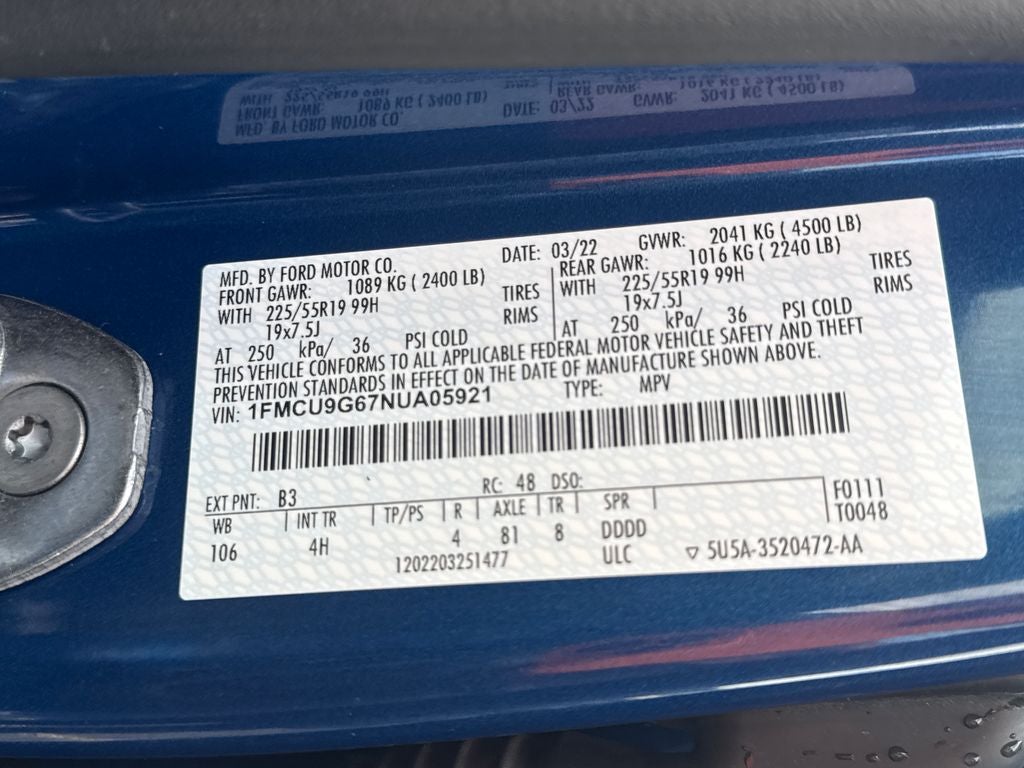 MFD. BY FORD MOTOR CO. DATE: 03/22 GVWR: 2041 KG ( 4500 LB)
FRONT GAWR: 1089 KG ( 2400 LB) REAR GAWR: 1016 KG ( 2240 LB)
WITH 225/55R19 99H TIRES WITH 225/55R19 99H TIRES
19x7.5J RIMS 19x7.5J RIMS
AT 250 kPa/ 36 PSI COLD AT 250 kPa/ 36 PSI COLD
THIS VEHICLE CONFORMS TO ALL APPLICABLE FEDERAL MOTOR VEHICLE SAFETY AND THEFT
PREVENTION STANDARDS IN EFFECT ON THE DATE OF MANUFACTURE SHOWN ABOVE.
VIN: 1FMCU9G67NUA05921 TYPE: MPV
EXT PNT: B3 RC: 48 DSO:
WB INT TR TP/PS R AXLE TR SPR F0111
106 4H 4 81 8 DDDD T0048
1202203251477 ULC ▽ 5U5A-3520472-AA